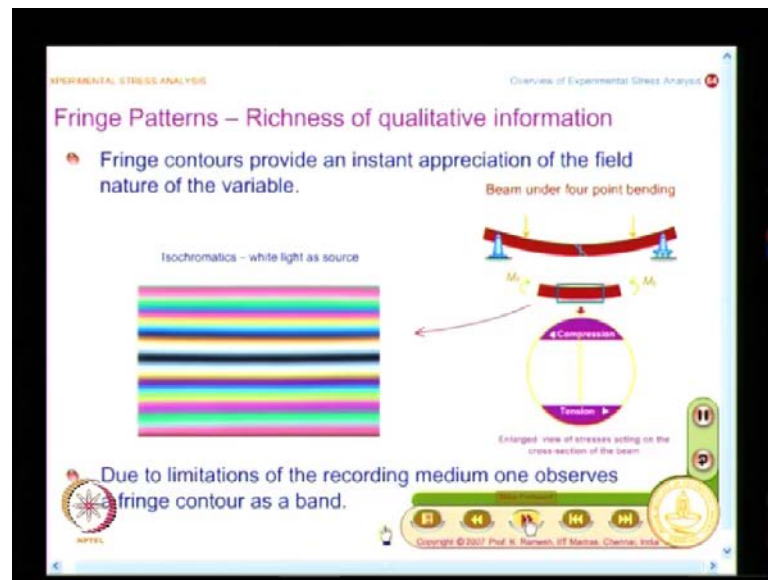 XPERIMENTAL STRESS ANALYSIS
Overview of Experimental Stress Analysis 64
Fringe Patterns – Richness of qualitative information
Fringe contours provide an instant appreciation of the field
nature of the variable.
Beam under four point bending
Isochromatics – white light as source
Compression
Tension
Enlarged view of stresses acting on the
cross-section of the beam
Due to limitations of the recording medium one observes
fringe contour as a band.
NPTEL
Copyright © 2007 Prof. K. Ramesh, IIT Madras, Chennai, India